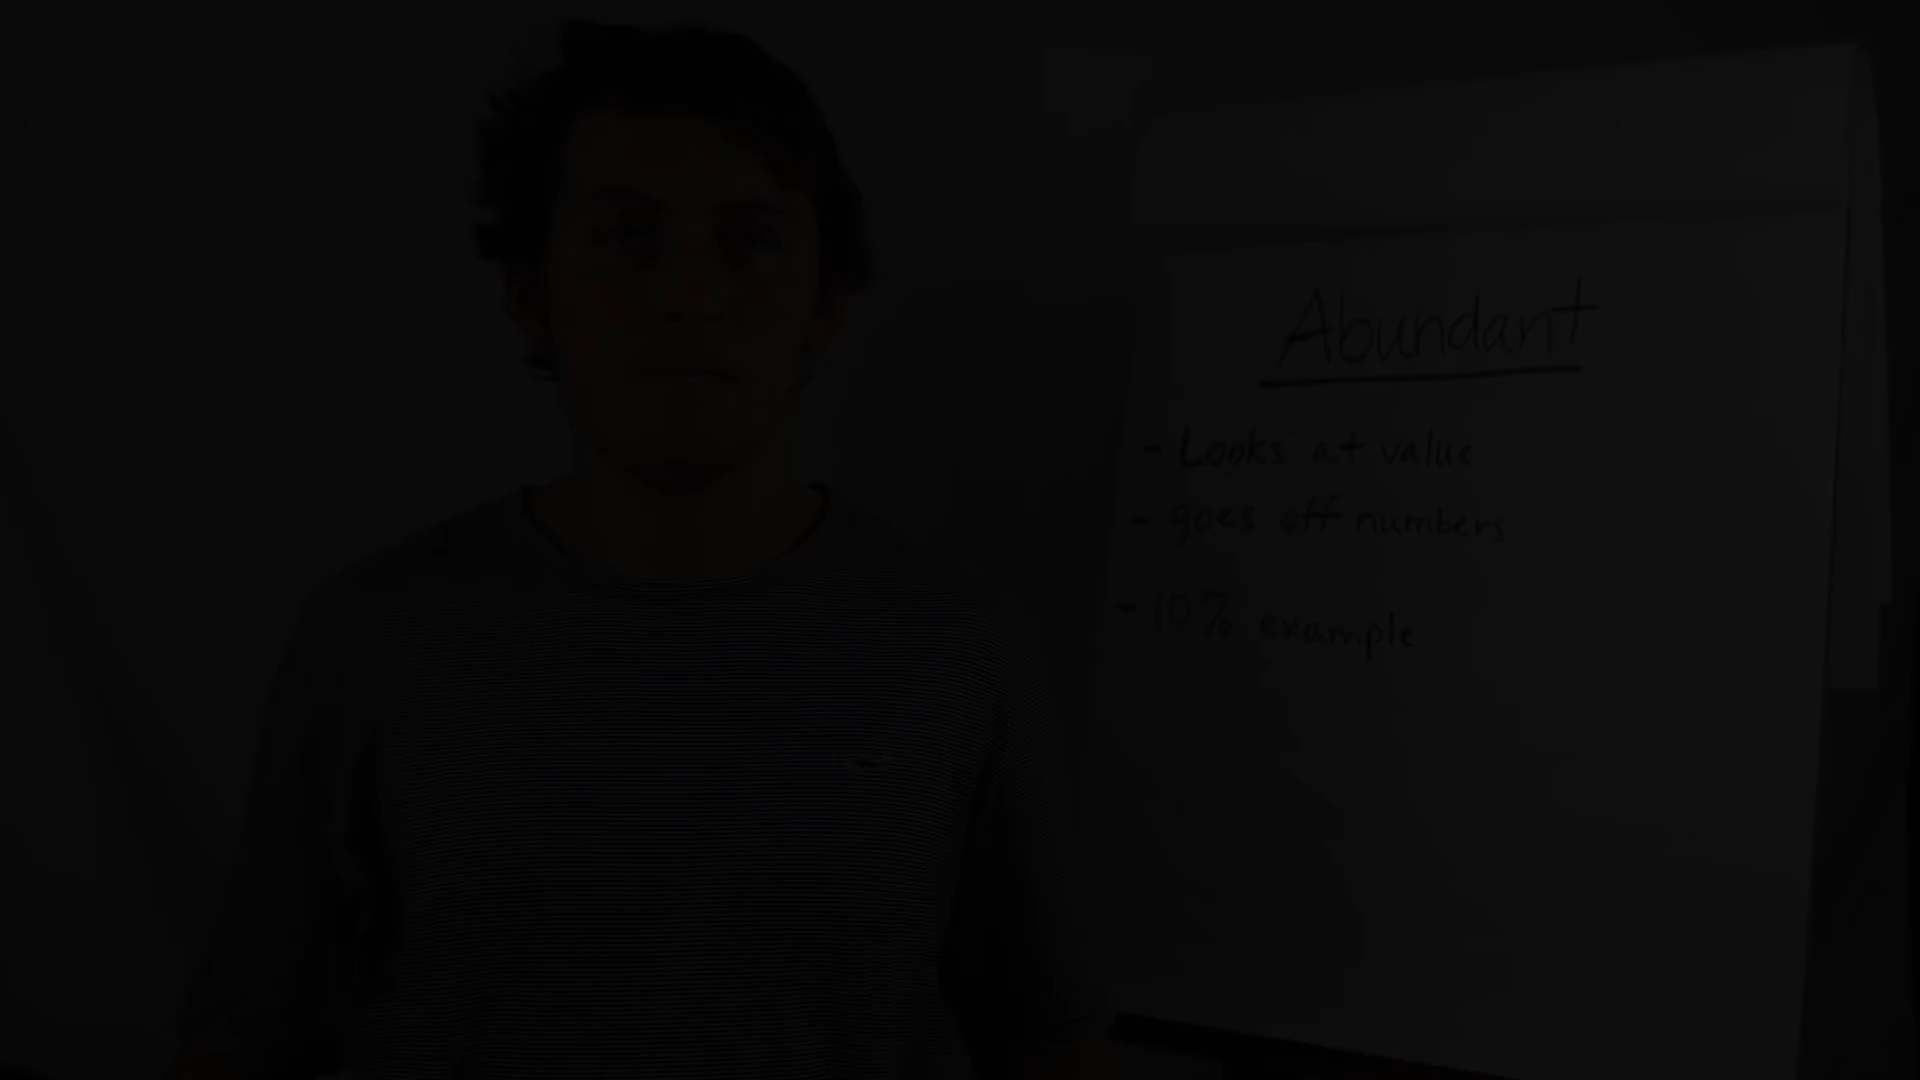 Abundant
- Looks at value
- goes off numbers
- 10% example